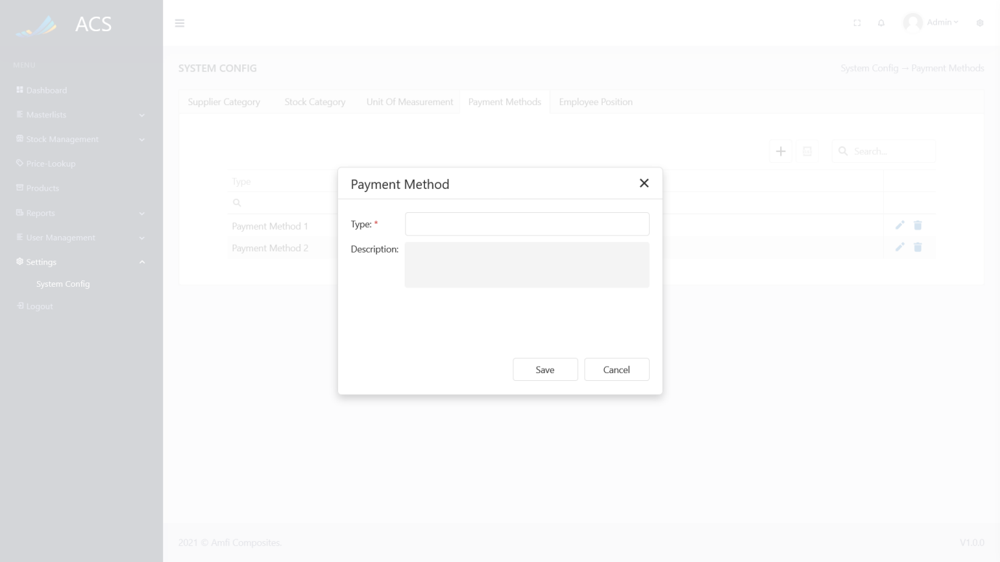 ACS
Admin
MENU
SYSTEM CONFIG
System Config → Payment Methods
Dashboard
Supplier Category Stock Category Unit Of Measurement Payment Methods Employee Position
Masterlists
Stock Management
Search...
Price-Lookup
Type
Payment Method
Products
Reports
Type: *
Payment Method 1
User Management
Payment Method 2
Description:
Settings
System Config
Logout
Save Cancel
2021 © Amfi Composites.
V1.0.0